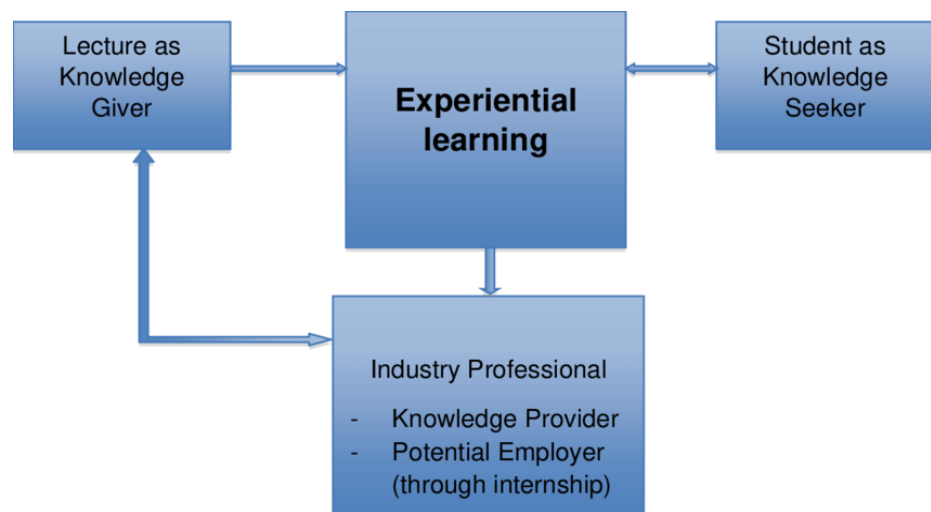 Lecture as
Knowledge
Giver
Experiential
learning
Student as
Knowledge
Seeker
Industry Professional
- Knowledge Provider
- Potential Employer
(through internship)